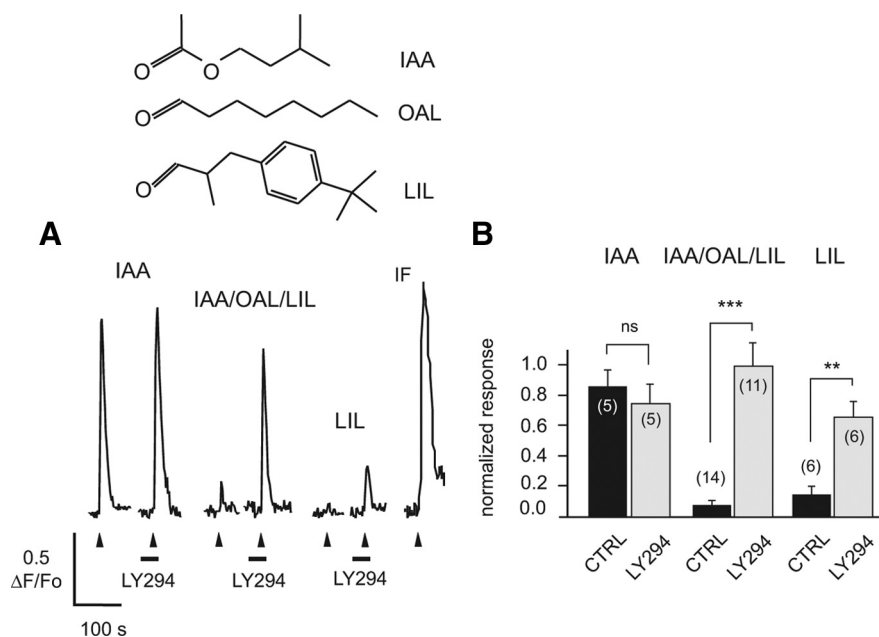 O
O
IAA
O
OAL
O
LIL
A
B
IAA
IAA/OAL/LIL
LIL
IF
LY294
LY294
LY294
0.5
ΔF/Fo
100 s
IAA
IAA/OAL/LIL
LIL
ns
***
**
normalized response
1.0
0.8
0.6
0.4
0.2
0.0
(5)
(5)
(14)
(11)
(6)
(6)
CTRL
LY294
CTRL
LY294
CTRL
LY294